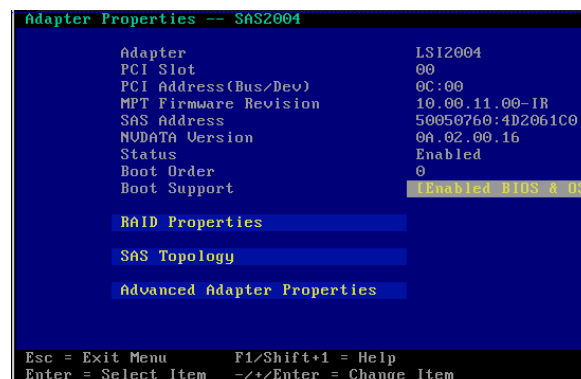 Adapter Properties -- SAS2004
Adapter LSI2004
PCI Slot 00
PCI Address(Bus/Dev) 0C:00
MPT Firmware Revision 10.00.11.00-IR
SAS Address 50050760:4D2061C0
NVDATA Version 0A.02.00.16
Status Enabled
Boot Order 0
Boot Support [Enabled BIOS & OS
RAID Properties
SAS Topology
Advanced Adapter Properties
Esc = Exit Menu F1/Shift+1 = Help
Enter = Select Item -/+/Enter = Change Item